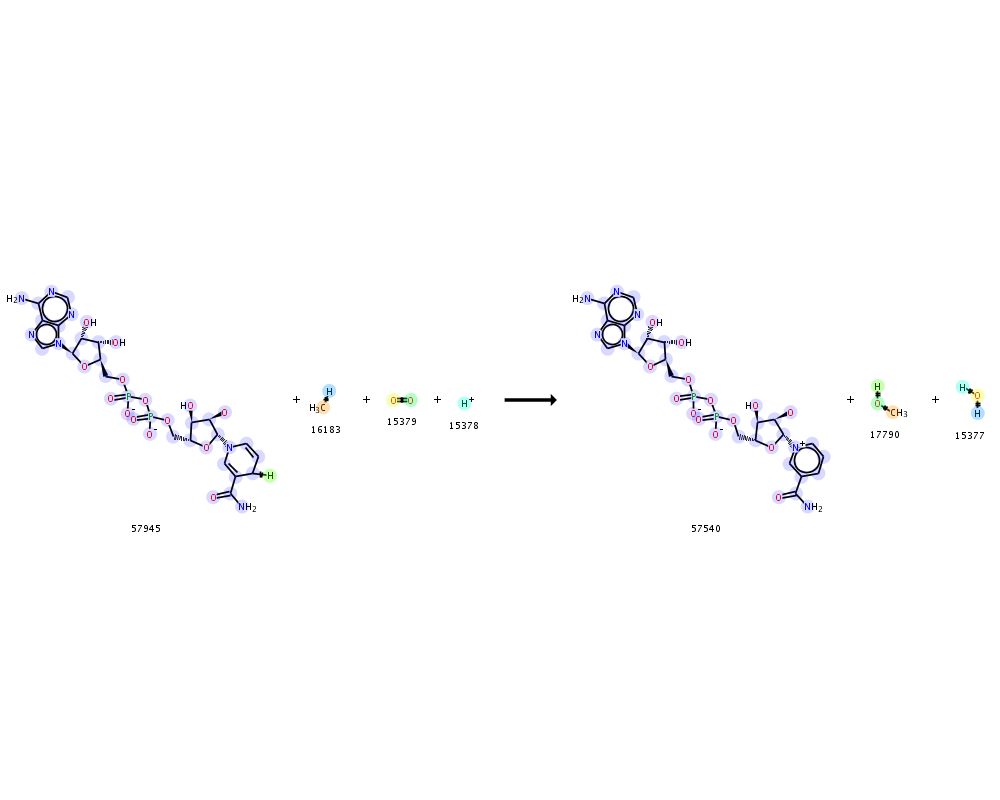 H₂N N N N N OH OH O O P O⁻ O O P O⁻ O HO O O N H O NH₂
57945
+
H₃C H
16183
+
O O
15379
+
H⁺
15378
H₂N N N N N OH OH O O P O⁻ O O P O⁻ O HO O O N⁺ O NH₂
57540
+
H O CH₃
17790
+
H O H
15377